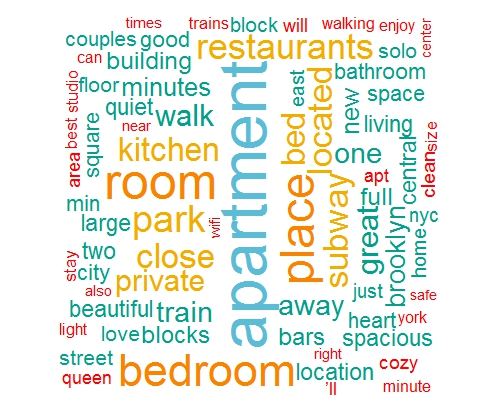 times
trains
block
will
walking
enjoy
center
couples
good
restaurants
solo
can
building
bathroom
floor
minutes
east
space
best studio
quiet
walk
apartment
bed
located
new
living
near
square
kitchen
one
central
clean
size
area
room
place
subway
apt
full
min
park
wifi
great
brooklyn
nyc
home
large
two
close
stay
city
private
also
just
safe
beautiful
train
away
heart
york
light
love
blocks
bars
spacious
street
right
cozy
queen
bedroom
location
'll
minute